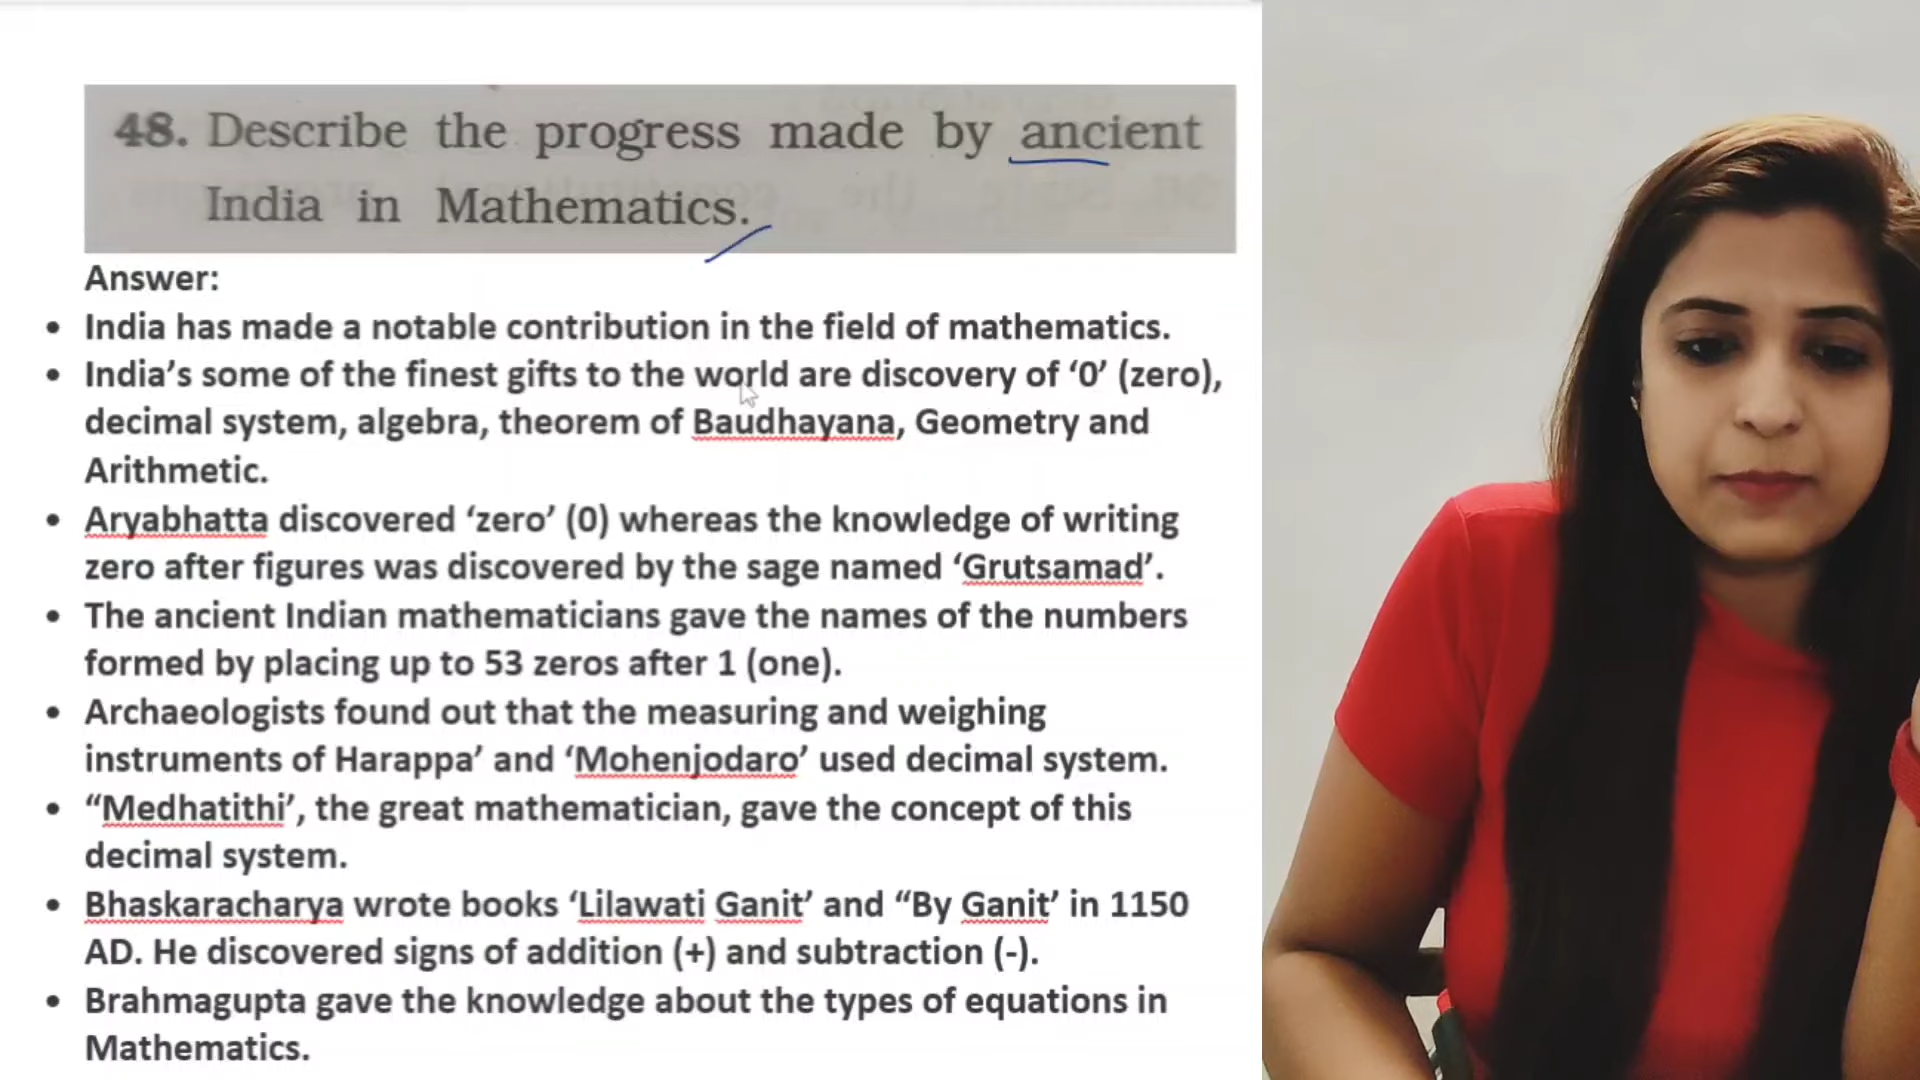 48. Describe the progress made by ancient
India in Mathematics.
Answer:
• India has made a notable contribution in the field of mathematics.
• India’s some of the finest gifts to the world are discovery of ‘0’ (zero),
decimal system, algebra, theorem of Baudhayana, Geometry and
Arithmetic.
• Aryabhatta discovered ‘zero’ (0) whereas the knowledge of writing
zero after figures was discovered by the sage named ‘Grutsamad’.
• The ancient Indian mathematicians gave the names of the numbers
formed by placing up to 53 zeros after 1 (one).
• Archaeologists found out that the measuring and weighing
instruments of Harappa’ and ‘Mohenjodaro’ used decimal system.
• “Medhatithi’, the great mathematician, gave the concept of this
decimal system.
• Bhaskaracharya wrote books ‘Lilawati Ganit’ and “By Ganit’ in 1150
AD. He discovered signs of addition (+) and subtraction (-).
• Brahmagupta gave the knowledge about the types of equations in
Mathematics.